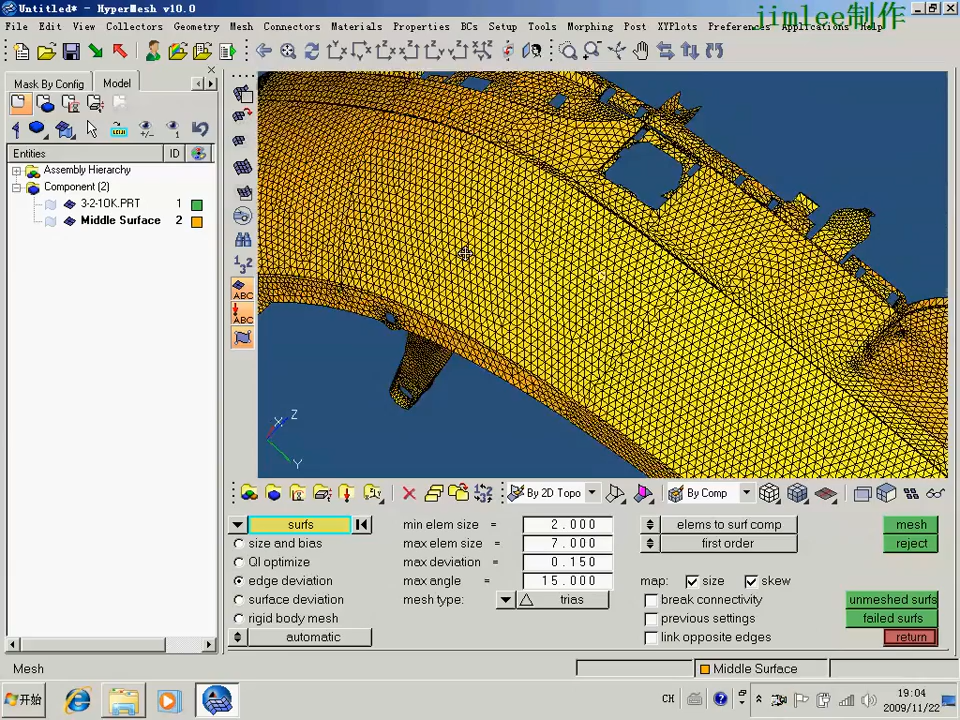 Untitled* - HyperMesh v10.0
jimlee制作
File Edit View Collectors Geometry Mesh Connectors Materials Properties BCs Setup Tools Morphing Post XYPlots Preferences Applications Help
Mask By Config Model
Entities ID
Assembly Hierarchy
Component (2)
3-2-1OK.PRT 1
Middle Surface 2
1 2 3
ABC
ABC
X Z
Y
By 2D Topo By Comp
surfs min elem size = 2.000 elems to surf comp mesh
size and bias max elem size = 7.000 first order reject
QI optimize max deviation = 0.150
edge deviation max angle = 15.000 map: size skew
surface deviation mesh type: trias break connectivity unmeshed surfs
rigid body mesh previous settings failed surfs
automatic link opposite edges return
Mesh Middle Surface
开始 CH 19:04
2009/11/22